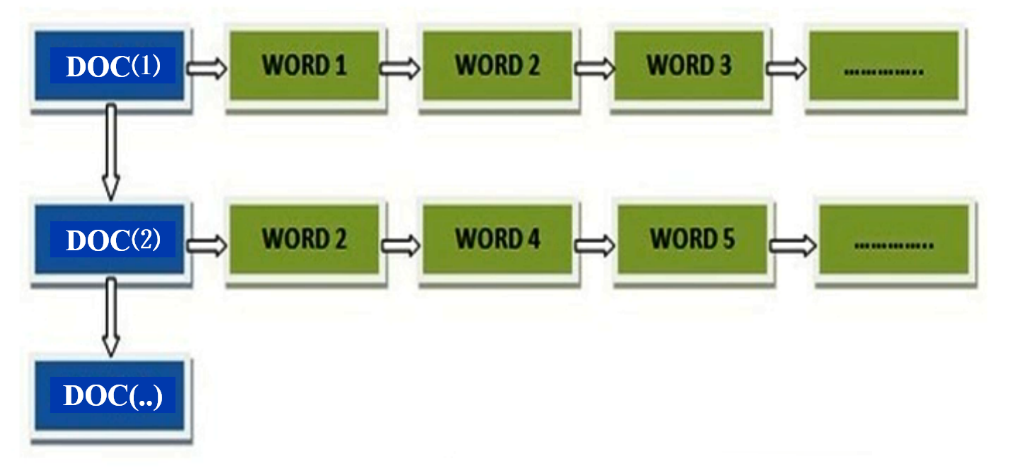 DOC(1) WORD 1 WORD 2 WORD 3 ..............
DOC(2) WORD 2 WORD 4 WORD 5 ..............
DOC(..)